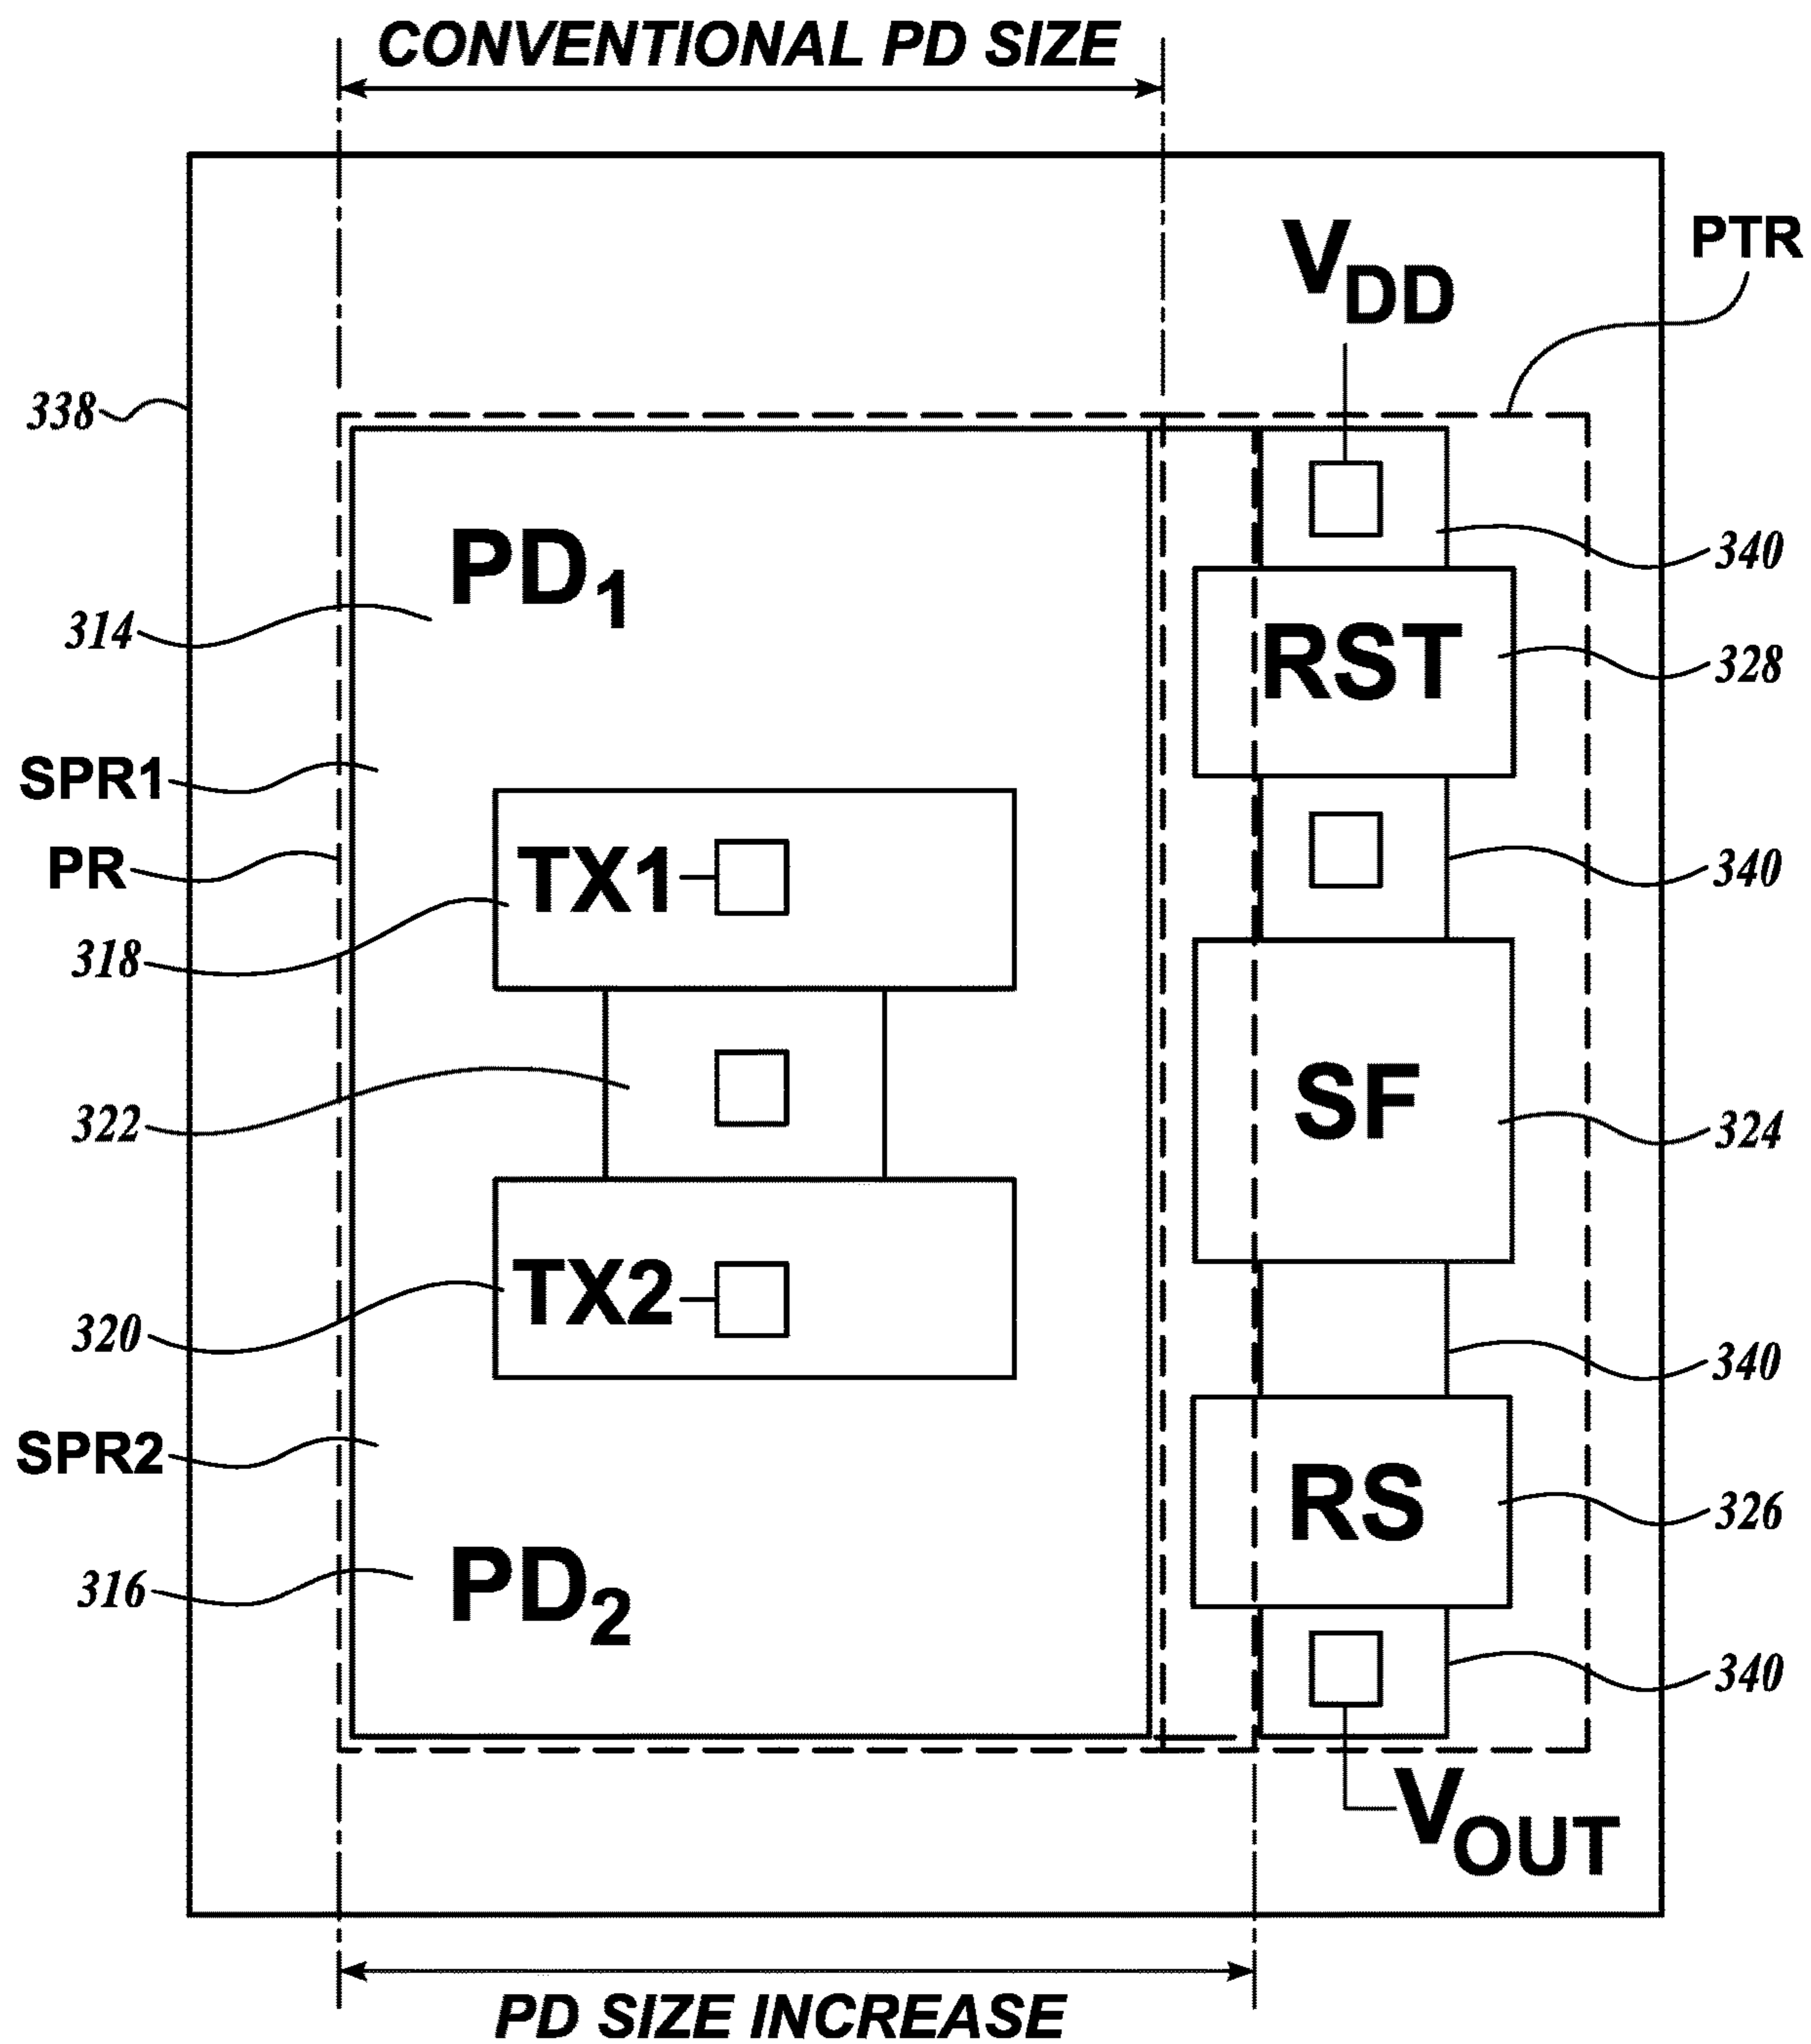 CONVENTIONAL PD SIZE
PTR
VDD
338
340
PD1
314
RST
328
SPR1
PR
TX1
340
318
SF
322
324
TX2
320
340
SPR2
RS
326
PD2
316
340
VOUT
PD SIZE INCREASE